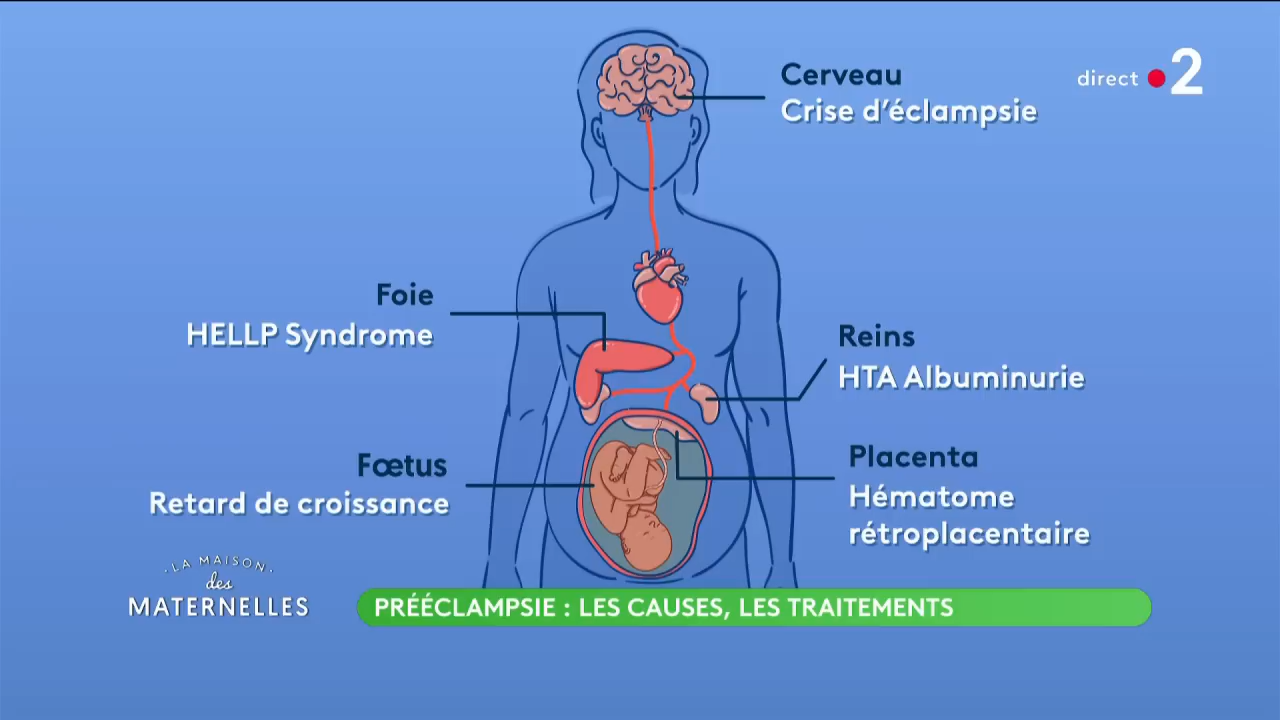 Cerveau
Crise d'éclampsie
direct 2
Foie
HELLP Syndrome
Reins
HTA Albuminurie
Fœtus
Retard de croissance
Placenta
Hématome
rétroplacentaire
LA MAISON
des
MATERNELLES
PRÉÉCLAMPSIE : LES CAUSES, LES TRAITEMENTS